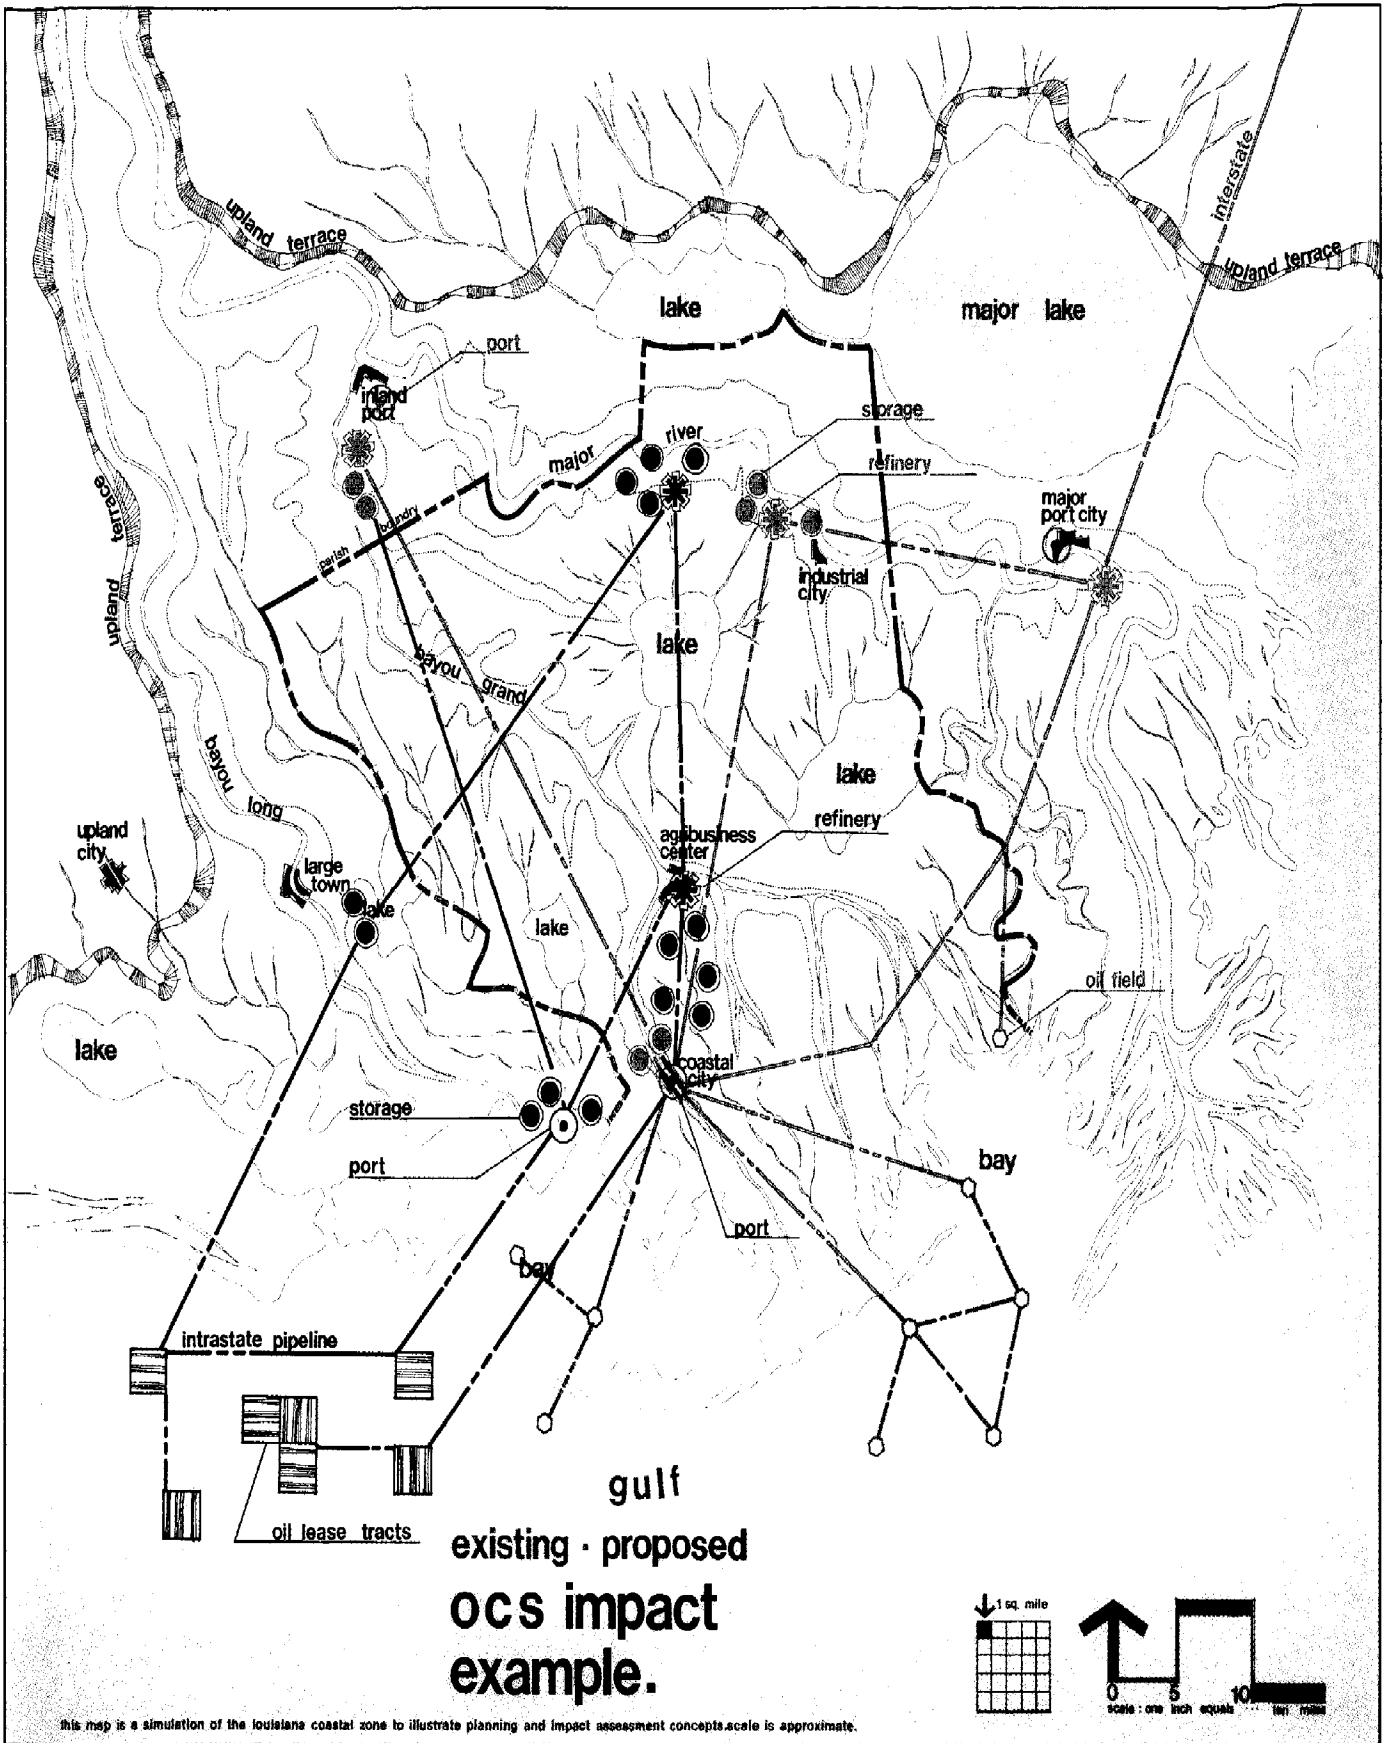 interstate
upland terrace
upland terrace
lake
major lake
port
inland
port
storage
river
major
refinery
terrace
upland
major
port city
boundry
parish
industrial
city
lake
bayou grand
bayou
long
lake
upland
city
agribusiness
center
refinery
large
town
lake
lake
oil field
lake
coastal
city
storage
port
bay
port
bay
intrastate pipeline
gulf
oil lease tracts
existing · proposed
ocs impact
example.
1 sq. mile
0 5 10
scale : one inch equals ten miles
this map is a simulation of the louisiana coastal zone to illustrate planning and impact assessment concepts.scale is approximate.